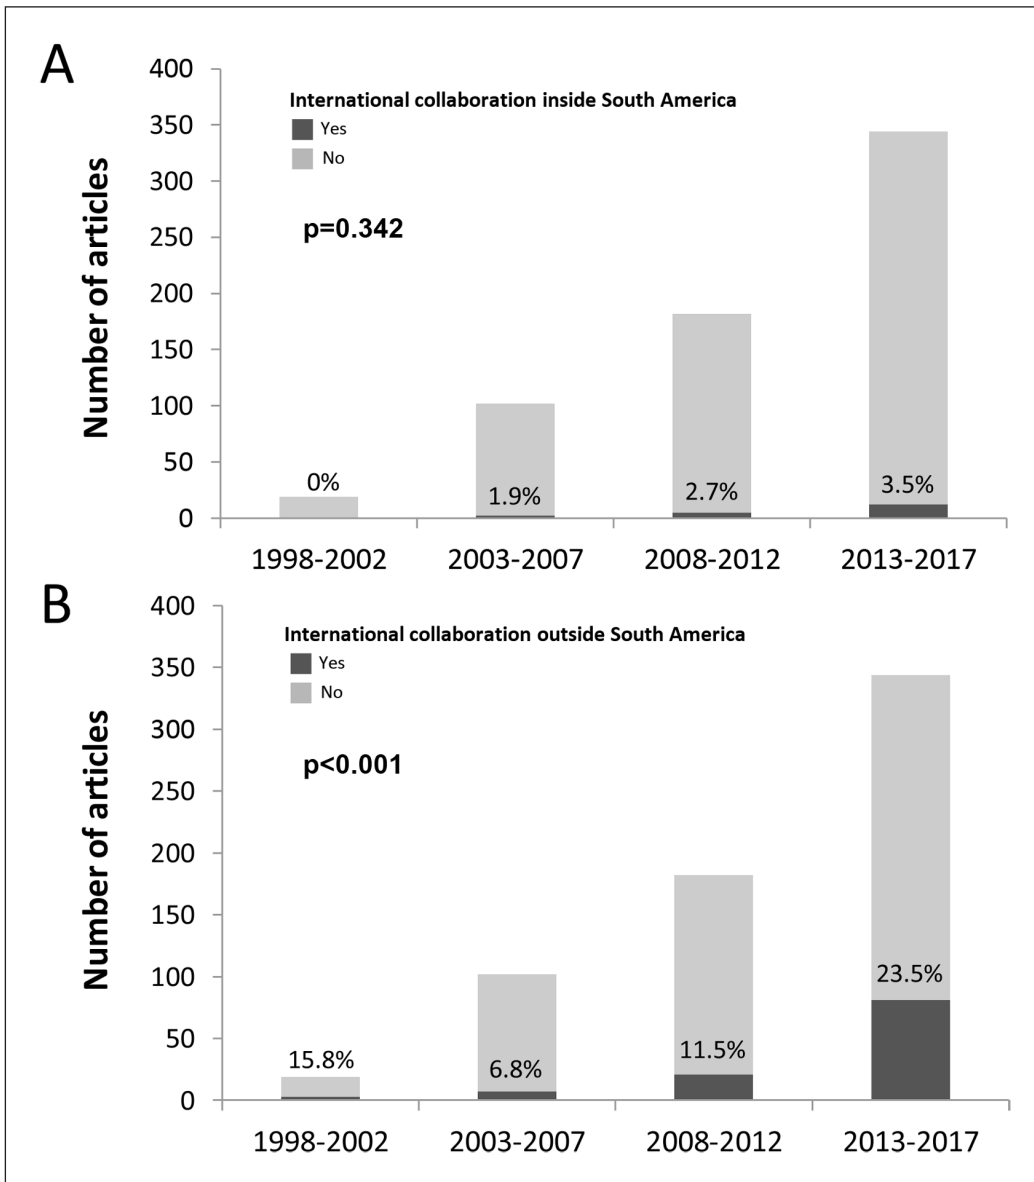 A
400
350
300
250
200
150
100
50
0
Number of articles
International collaboration inside South America
Yes
No
p=0.342
0%
1.9%
2.7%
3.5%
1998-2002
2003-2007
2008-2012
2013-2017
B
400
350
300
250
200
150
100
50
0
Number of articles
International collaboration outside South America
Yes
No
p<0.001
15.8%
6.8%
11.5%
23.5%
1998-2002
2003-2007
2008-2012
2013-2017